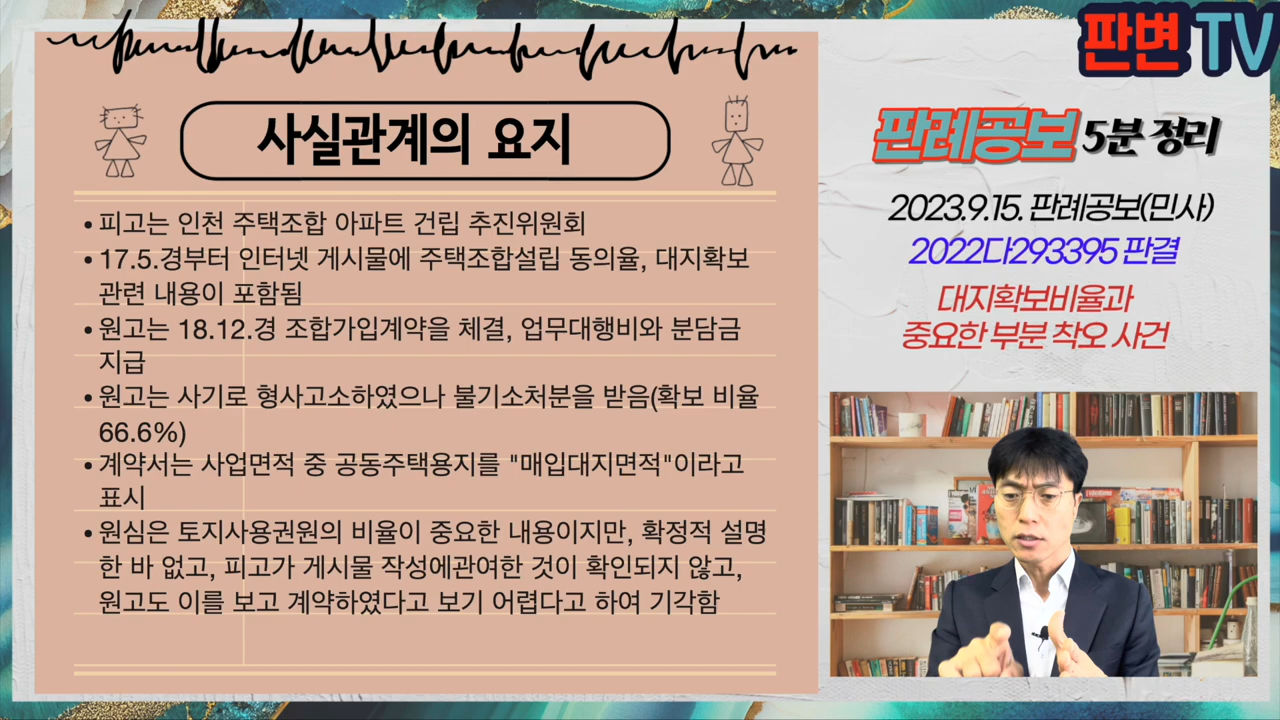 판변 TV
사실관계의 요지
• 피고는 인천 주택조합 아파트 건립 추진위원회
• 17.5.경부터 인터넷 게시물에 주택조합설립 동의율, 대지확보
관련 내용이 포함됨
• 원고는 18.12.경 조합가입계약을 체결, 업무대행비와 분담금
지급
• 원고는 사기로 형사고소하였으나 불기소처분을 받음(확보 비율
66.6%)
• 계약서는 사업면적 중 공동주택용지를 "매입대지면적"이라고
표시
• 원심은 토지사용권원의 비율이 중요한 내용이지만, 확정적 설명
한 바 없고, 피고가 게시물 작성에관여한 것이 확인되지 않고,
원고도 이를 보고 계약하였다고 보기 어렵다고 하여 기각함
판례공보 5분 정리
2023.9.15. 판례공보(민사)
2022다293395 판결
대지확보비율과
중요한 부분 착오 사건